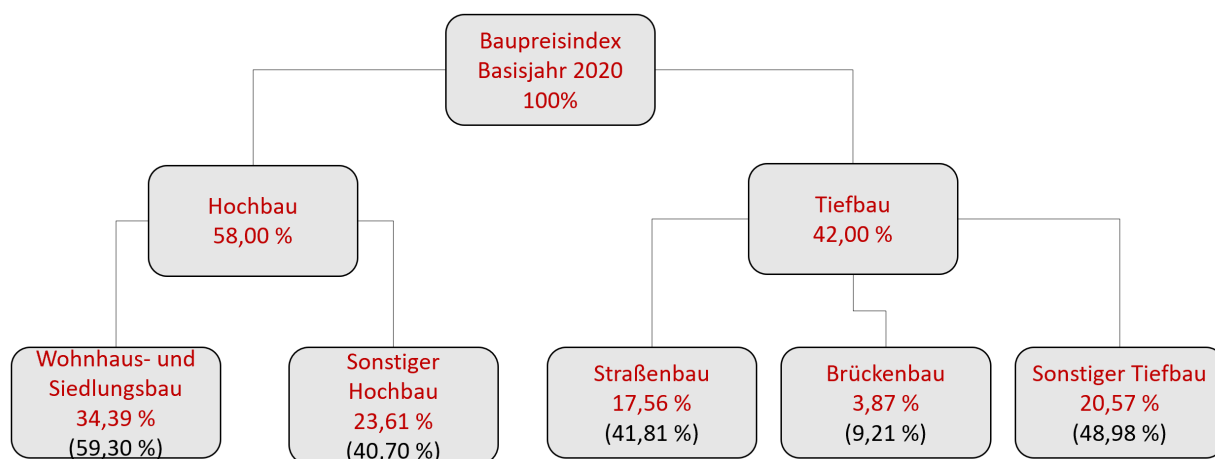 Baupreisindex
Basisjahr 2020
100%
Hochbau
58,00 %
Tiefbau
42,00 %
Wohnhaus- und
Siedlungsbau
34,39 %
(59,30 %)
Sonstiger
Hochbau
23,61 %
(40,70 %)
Straßenbau
17,56 %
(41,81 %)
Brückenbau
3,87 %
(9,21 %)
Sonstiger Tiefbau
20,57 %
(48,98 %)